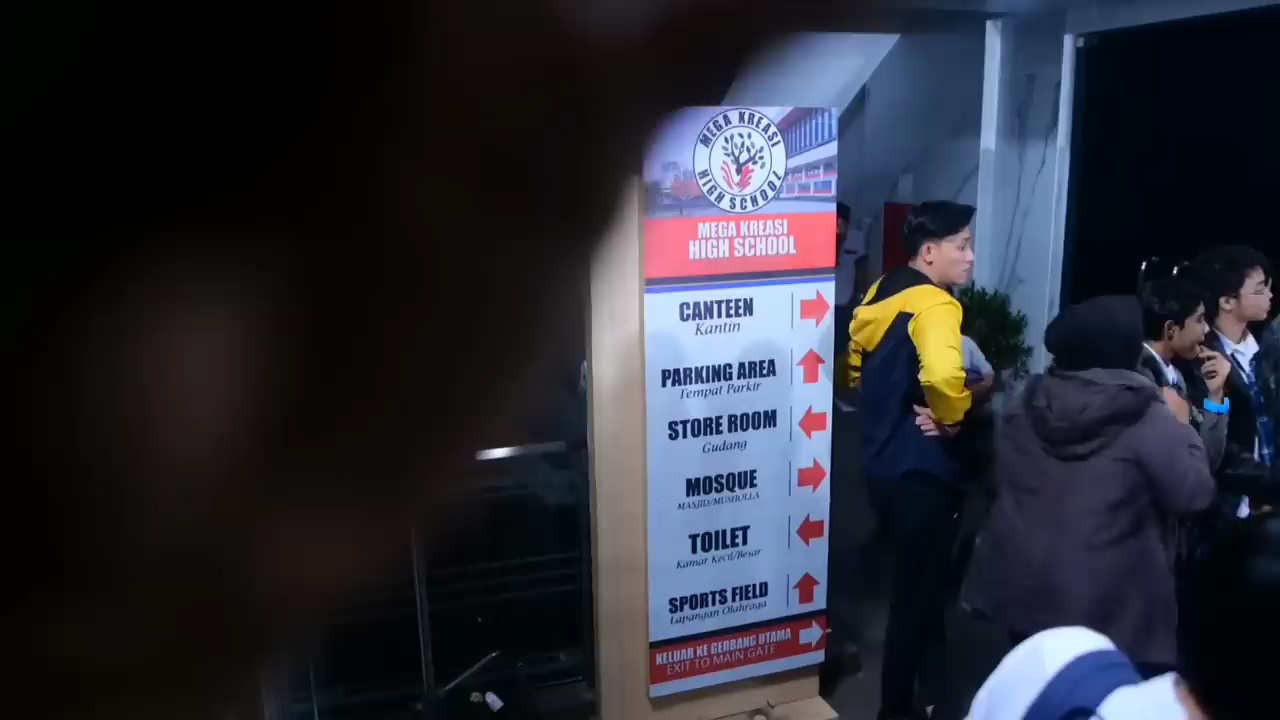 MEGA KREASI
HIGH SCHOOL
MEGA KREASI
HIGH SCHOOL
CANTEEN
Kantin
PARKING AREA
Tempat Parkir
STORE ROOM
Gudang
MOSQUE
MASJID/MUSHOLLA
TOILET
Kamar Kecil/Besar
SPORTS FIELD
Lapangan Olahraga
KELUAR KE GERBANG UTAMA
EXIT TO MAIN GATE